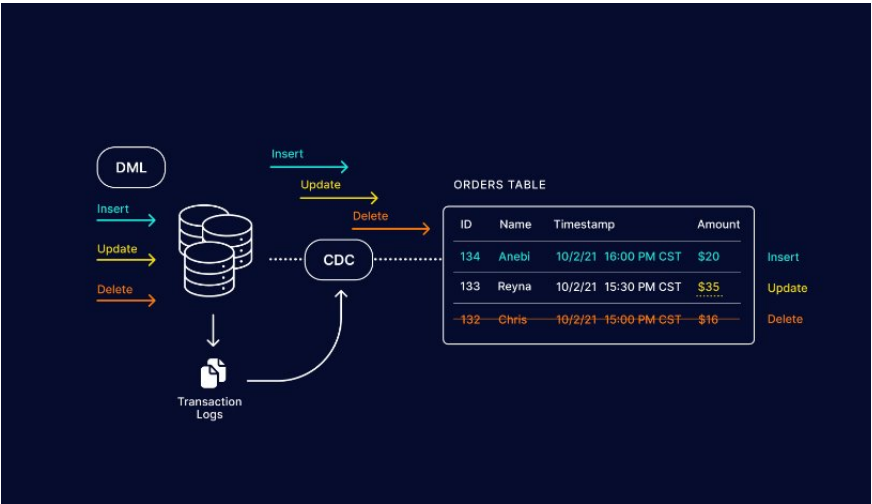 DML
Insert
Update
Delete
Insert
Update
Delete
CDC
Transaction
Logs
ORDERS TABLE
ID Name Timestamp Amount
134 Anebi 10/2/21 16:00 PM CST $20 Insert
133 Reyna 10/2/21 15:30 PM CST $35 Update
132 Chris 10/2/21 15:00 PM CST $16 Delete